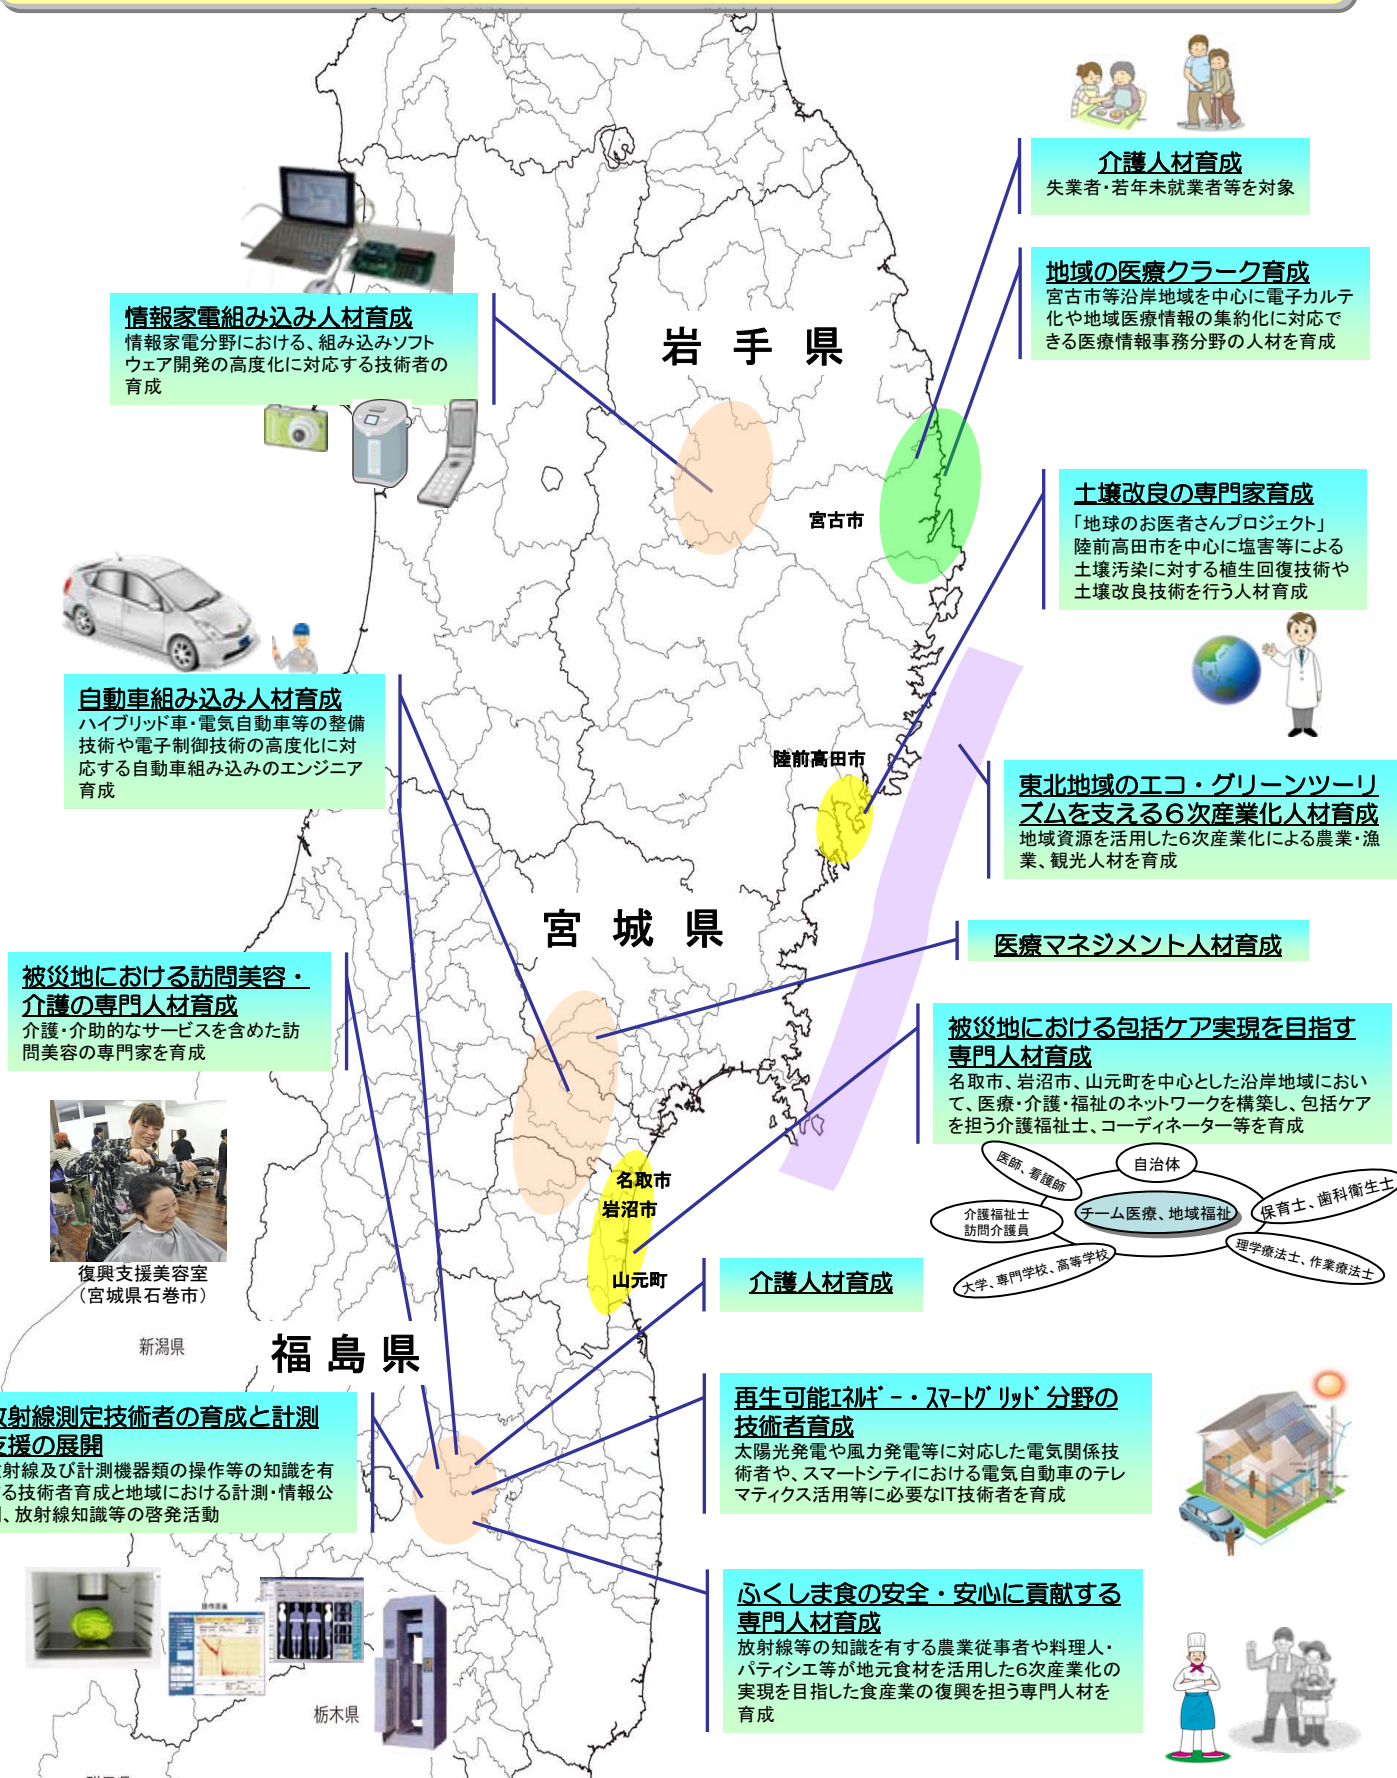 介護人材育成
失業者・若年未就業者等を対象
地域の医療クラーク育成
宮古市等沿岸地域を中心に電子カルテ
化や地域医療情報の集約化に対応で
きる医療情報事務分野の人材を育成
情報家電組み込み人材育成
情報家電分野における、組み込みソフト
ウェア開発の高度化に対応する技術者の
育成
岩手県
宮古市
土壌改良の専門家育成
「地球のお医者さんプロジェクト」
陸前高田市を中心に塩害等による
土壌汚染に対する植生回復技術や
土壌改良技術を行う人材育成
自動車組み込み人材育成
ハイブリッド車・電気自動車等の整備
技術や電子制御技術の高度化に対
応する自動車組み込みのエンジニア
育成
陸前高田市
東北地域のエコ・グリーンツーリ
ズムを支える6次産業化人材育成
地域資源を活用した6次産業化による農業・漁
業、観光人材を育成
宮城県
医療マネジメント人材育成
被災地における訪問美容・
介護の専門人材育成
介護・介助的なサービスを含めた訪
問美容の専門家を育成
被災地における包括ケア実現を目指す
専門人材育成
名取市、岩沼市、山元町を中心とした沿岸地域におい
て、医療・介護・福祉のネットワークを構築し、包括ケア
を担う介護福祉士、コーディネーター等を育成
医師、看護師
自治体
保育士、歯科衛生士
チーム医療、地域福祉
介護福祉士
訪問介護員
理学療法士、作業療法士
大学、専門学校、高等学校
名取市
岩沼市
山元町
復興支援美容室
（宮城県石巻市）
新潟県
介護人材育成
福島県
再生可能ｴﾈﾙｷﾞｰ・ｽﾏｰﾄｸﾞﾘｯﾄﾞ分野の
技術者育成
太陽光発電や風力発電等に対応した電気関係技
術者や、スマートシティにおける電気自動車のテレ
マティクス活用等に必要なIT技術者を育成
射線測定技術者の育成と計測
援の展開
射線及び計測機器類の操作等の知識を有
る技術者育成と地域における計測・情報公
、放射線知識等の啓発活動
ふくしま食の安全・安心に貢献する
専門人材育成
放射線等の知識を有する農業従事者や料理人・
パティシエ等が地元食材を活用した6次産業化の
実現を目指した食産業の復興を担う専門人材を
育成
操作画面
栃木県